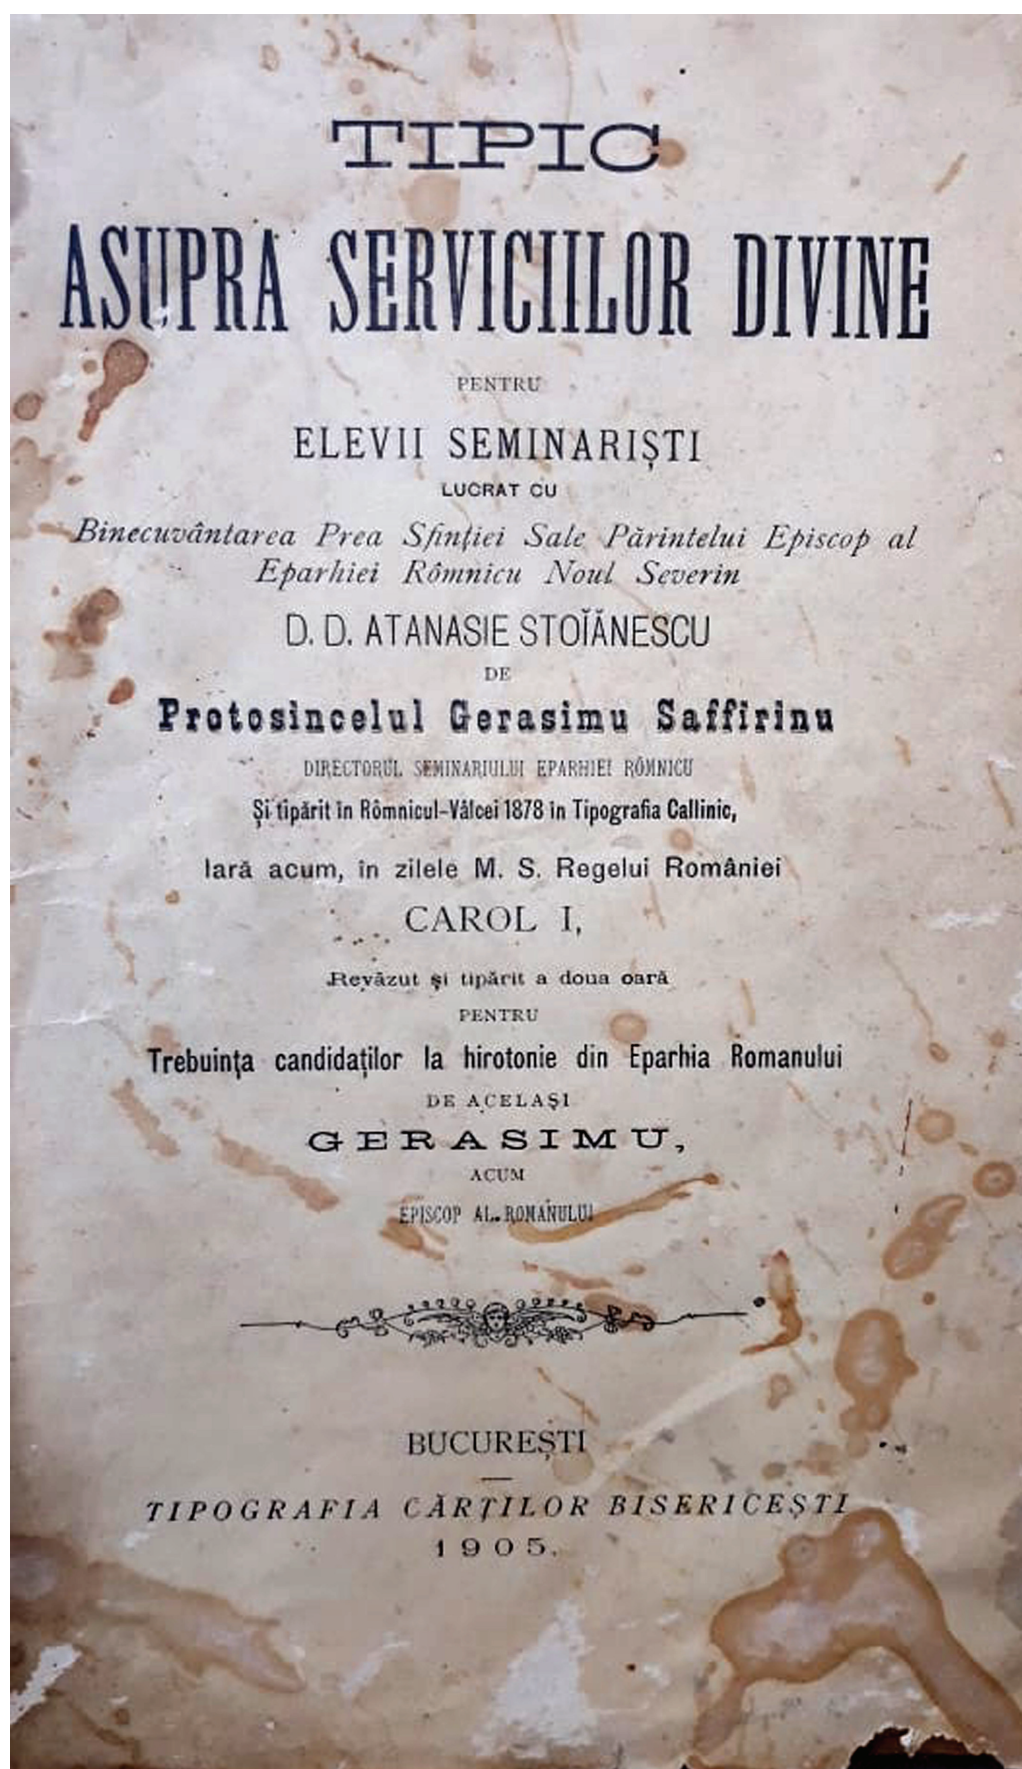 TIPIC
ASUPRA SERVICIILOR DIVINE
PENTRU
ELEVII SEMINARIȘTI
LUCRAT CU
Binecuvântarea Prea Sfinției Sale Părintelui Episcop al
Eparhiei Rômnicu Noul Severin
D. D. ATANASIE STOĬĂNESCU
DE
Protosincelul Gerasimu Saffirinu
DIRECTORUL SEMINARIULUI EPARHIEI RÔMNICU
Și tipărit în Rômnicul-Vâlcei 1878 în Tipografia Callinic,
Iară acum, în zilele M. S. Regelui României
CAROL I,
Revăzut și tipărit a doua oară
PENTRU
Trebuința candidaților la hirotonie din Eparhia Romanului
DE ACELAȘI
GERASIMU,
ACUM
EPISCOP AL ROMANULUI
BUCUREȘTI
TIPOGRAFIA CĂRȚILOR BISERICEȘTI
1905.